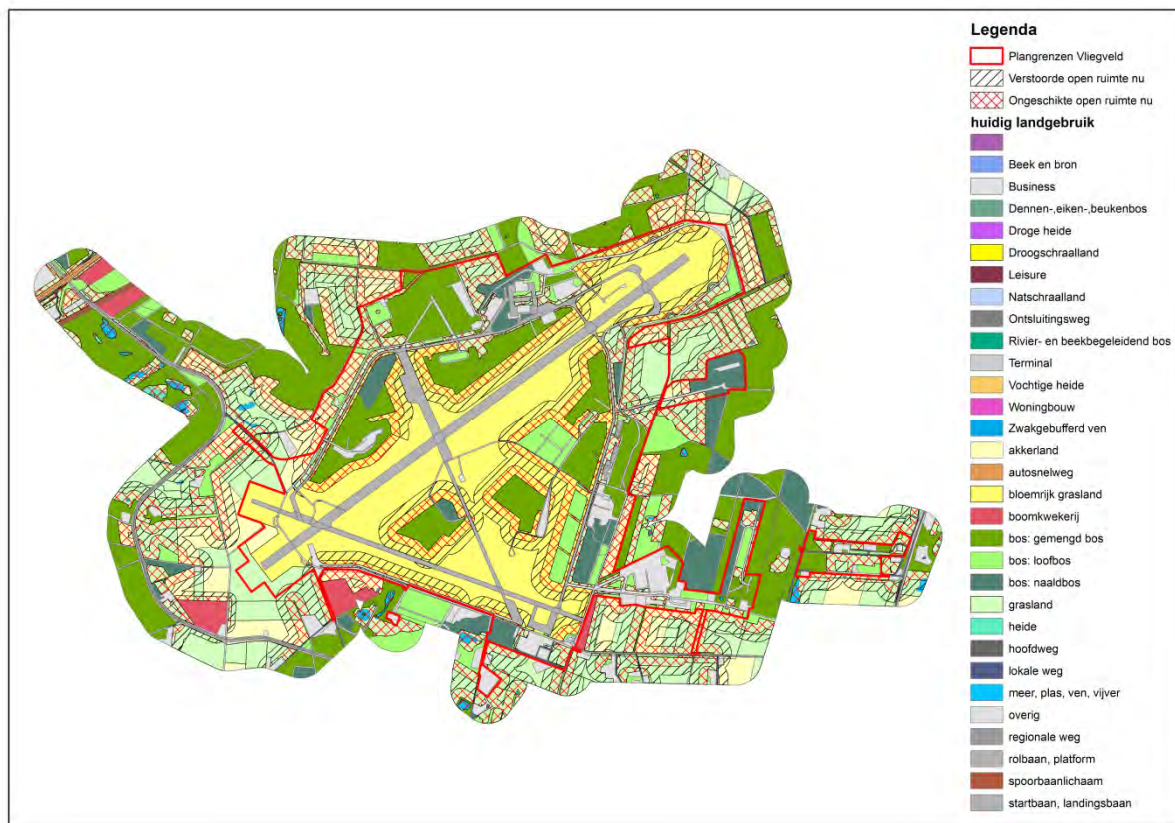 Legenda
Plangrenzen Vliegveld
Verstoorde open ruimte nu
Ongeschikte open ruimte nu
huidig landgebruik
Beek en bron
Business
Dennen-,eiken-,beukenbos
Droge heide
Droogschraalland
Leisure
Natschraalland
Ontsluitingsweg
Rivier- en beekbegeleidend bos
Terminal
Vochtige heide
Woningbouw
Zwakgebufferd ven
akkerland
autosnelweg
bloemrijk grasland
boomkwekerij
bos: gemengd bos
bos: loofbos
bos: naaldbos
grasland
heide
hoofdweg
lokale weg
meer, plas, ven, vijver
overig
regionale weg
rolbaan, platform
spoorbaanlichaam
startbaan, landingsbaan